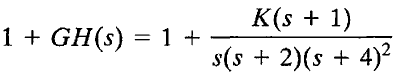 1 + GH(s) = 1 + K(s + 1) / s(s + 2)(s + 4)²